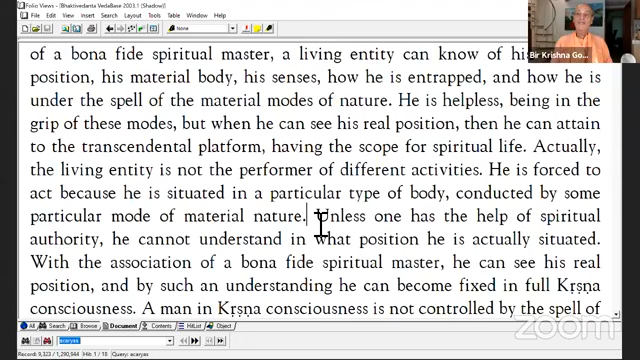 Folio Views - [Bhaktivedanta VedaBase 2003.1 (Shadow)]
File Edit View Search Layout Insert Tools Window Help
None
of a bona fide spiritual master, a living entity can know of hi
position, his material body, his senses, how he is entrapped, and how he is
under the spell of the material modes of nature. He is helpless, being in the
grip of these modes, but when he can see his real position, then he can attain
to the transcendental platform, having the scope for spiritual life. Actually,
the living entity is not the performer of different activities. He is forced to
act because he is situated in a particular type of body, conducted by some
particular mode of material nature. Unless one has the help of spiritual
authority, he cannot understand in what position he is actually situated.
With the association of a bona fide spiritual master, he can see his real
position, and by such an understanding he can become fixed in full Kṛṣṇa
consciousness. A man in Kṛṣṇa consciousness is not controlled by the spell of
Bir Krishna Go...
All Search Browse Document Contents HitList Object
acaryas
Record: 9,323 / 1,290,944 Hit: 1 / 18 Query: acaryas
zoom